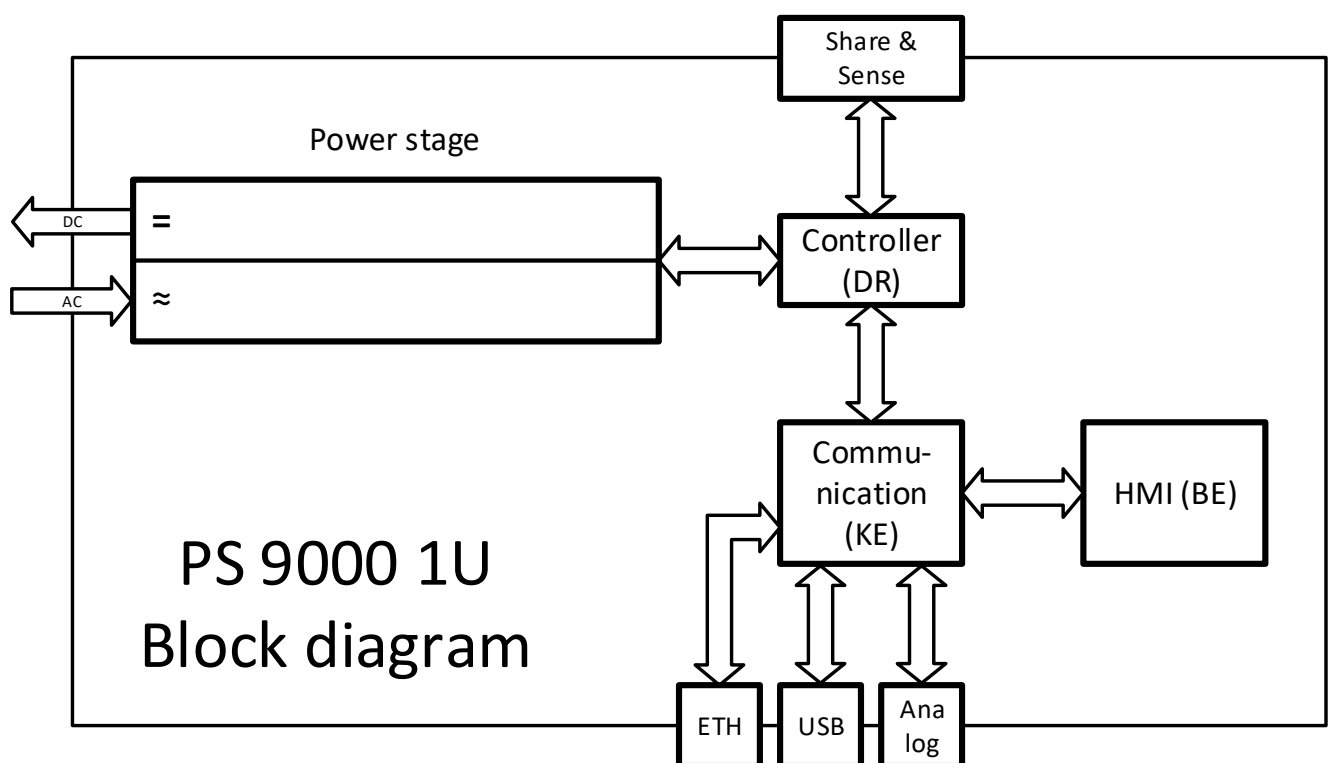 Share &
Sense
Power stage
DC
=
Controller
(DR)
AC
≈
Commu-
nication
(KE)
HMI (BE)
PS 9000 1U
Block diagram
ETH
USB
Ana
log